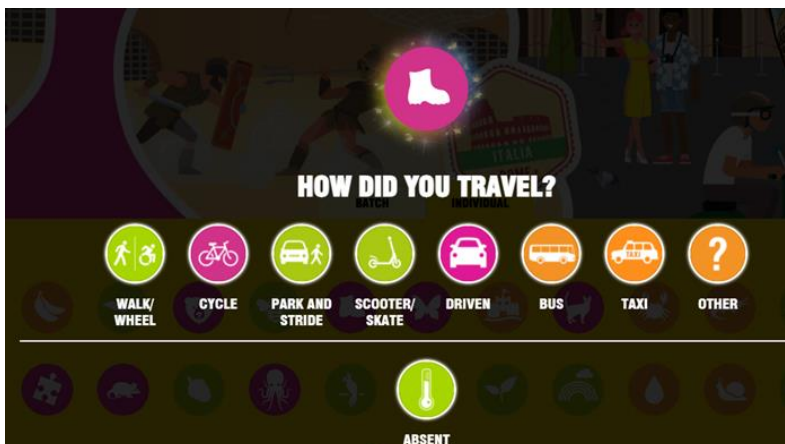 ITALIA
HOW DID YOU TRAVEL?
BATCH INDIVIDUAL
TAXI
?
WALK/ CYCLE PARK AND SCOOTER/ DRIVEN BUS TAXI OTHER
WHEEL STRIDE SKATE
ABSENT